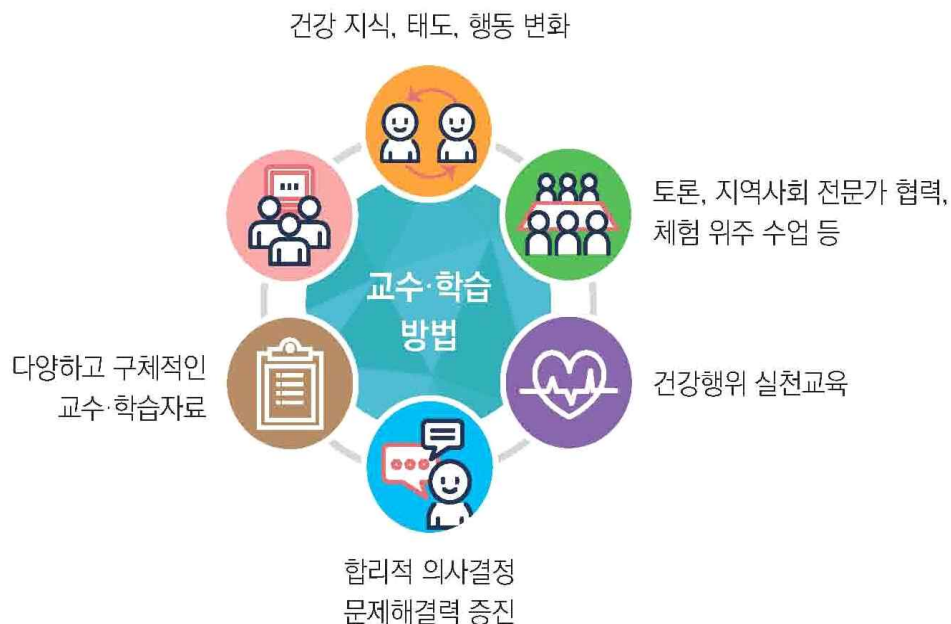 건강 지식, 태도, 행동 변화
토론, 지역사회 전문가 협력,
체험 위주 수업 등
교수·학습
방법
다양하고 구체적인
교수·학습자료
건강행위 실천교육
합리적 의사결정
문제해결력 증진